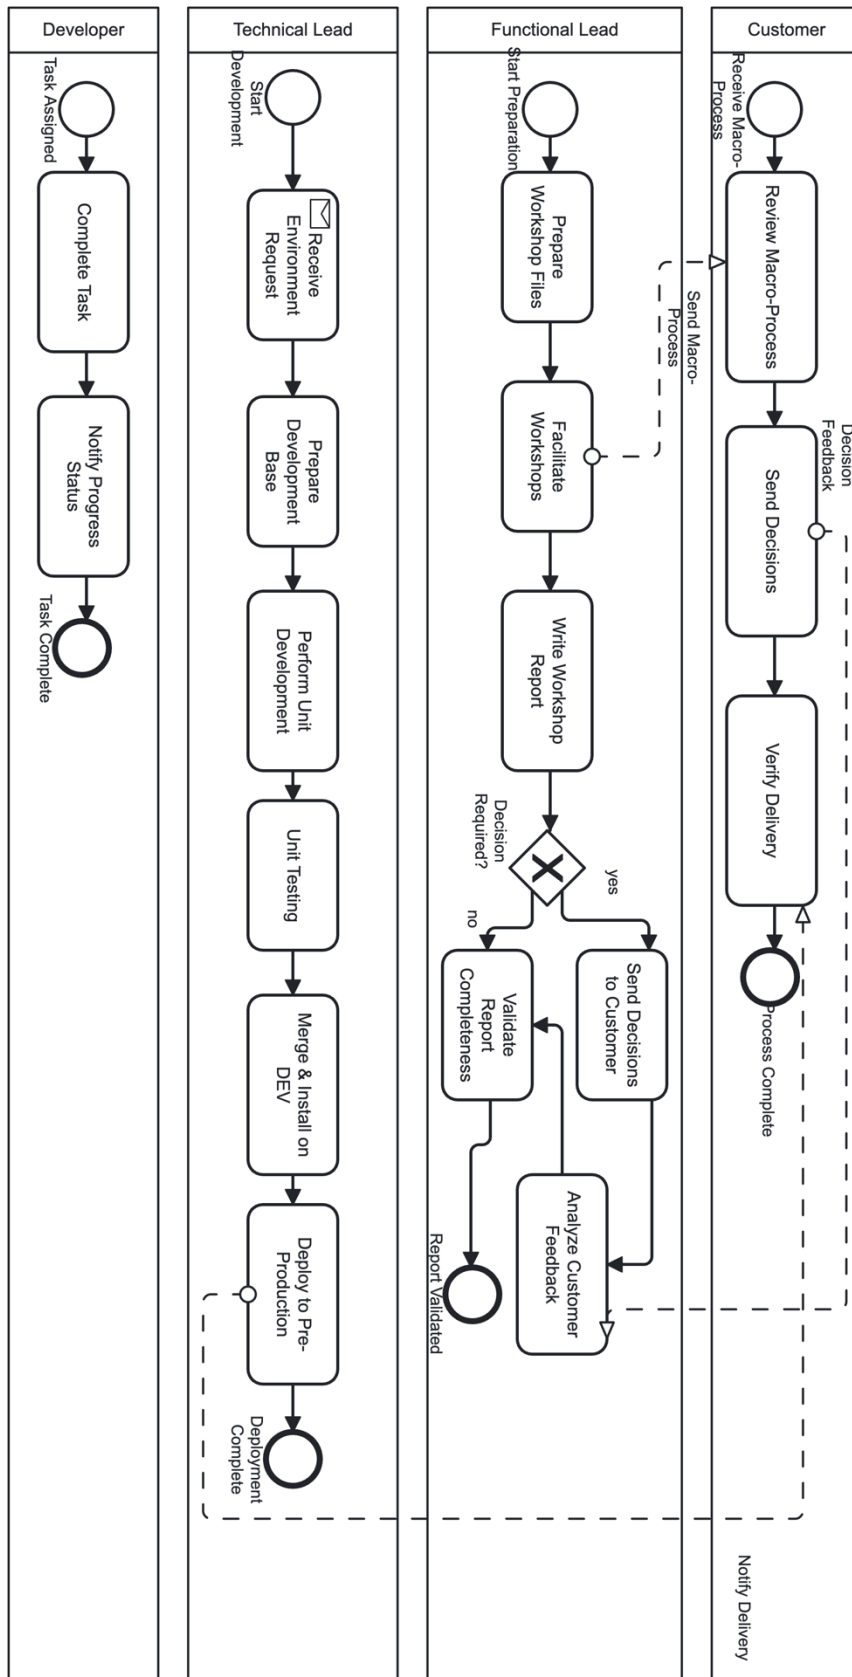 Developer
Technical Lead
Functional Lead
Customer
Task Assigned
Complete Task
Notify Progress
Status
Task Complete
Start
Development
Receive
Environment
Request
Prepare
Development
Base
Perform Unit
Development
Unit Testing
Merge & Install on
DEV
Deploy to Pre-
Production
Deployment
Complete
Start Preparation
Prepare
Workshop Files
Facilitate
Workshops
Write Workshop
Report
Decision
Required?
yes
no
Send Decisions
to Customer
Validate
Report
Completeness
Analyze Customer
Feedback
Report Validated
Send Macro-
Process
Receive Macro-
Process
Review Macro-Process
Send Decisions
Decision
Feedback
Verify Delivery
Process Complete
Notify Delivery